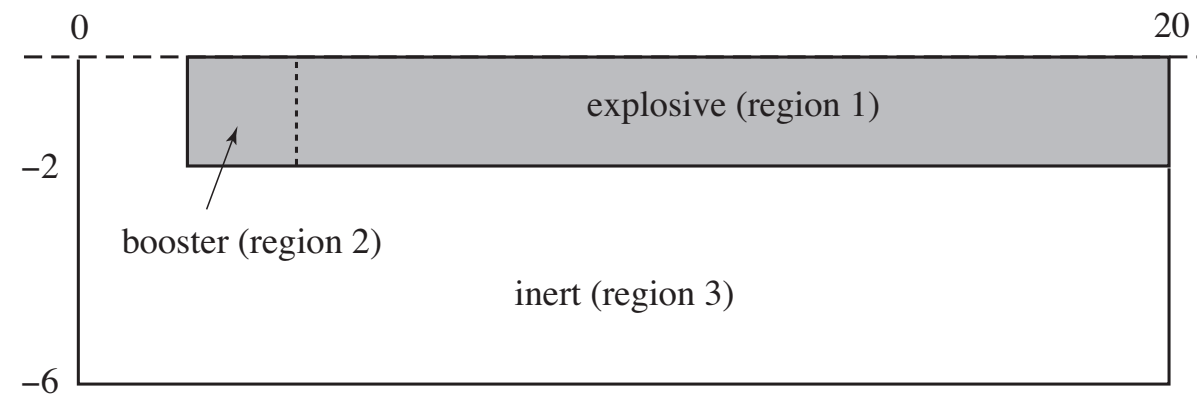 0
20
explosive (region 1)
–2
booster (region 2)
inert (region 3)
–6